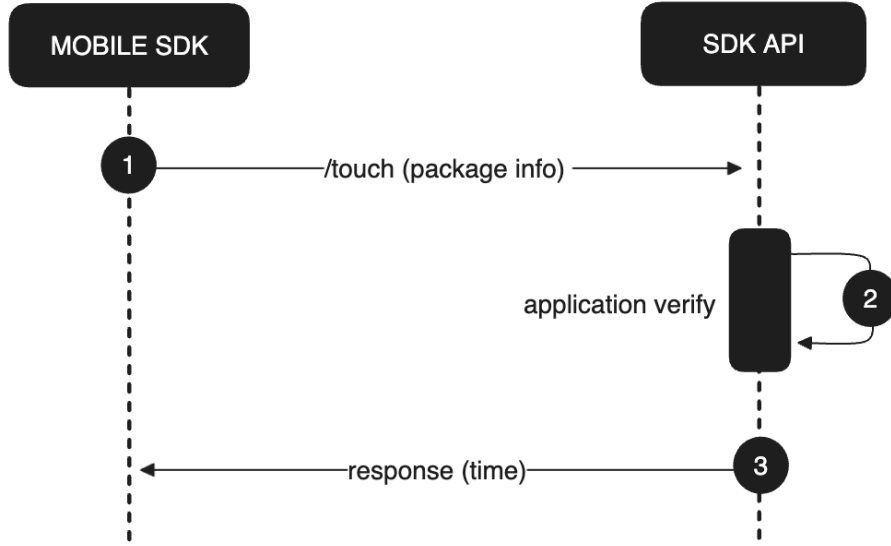 MOBILE SDK
SDK API
1
/touch (package info)
application verify
2
response (time)
3